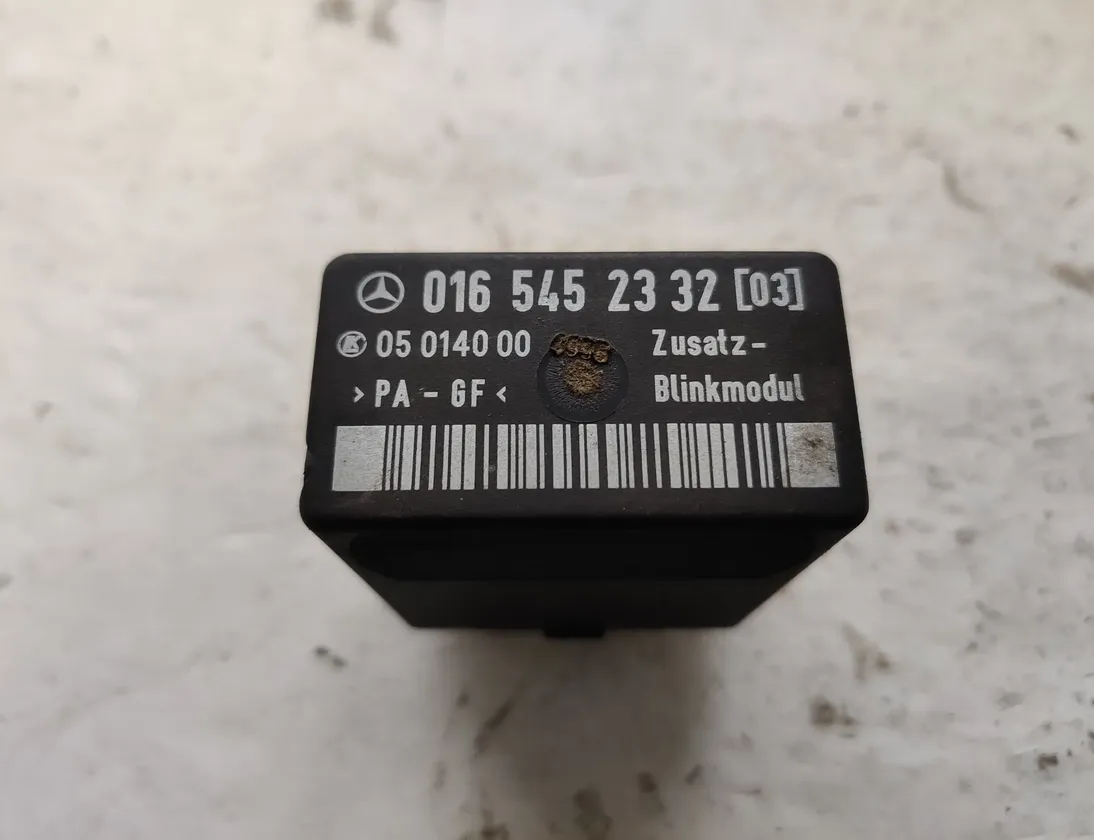 016 545 23 32 [03]
05 0140 00
Zusatz-
> PA - GF <
Blinkmodul